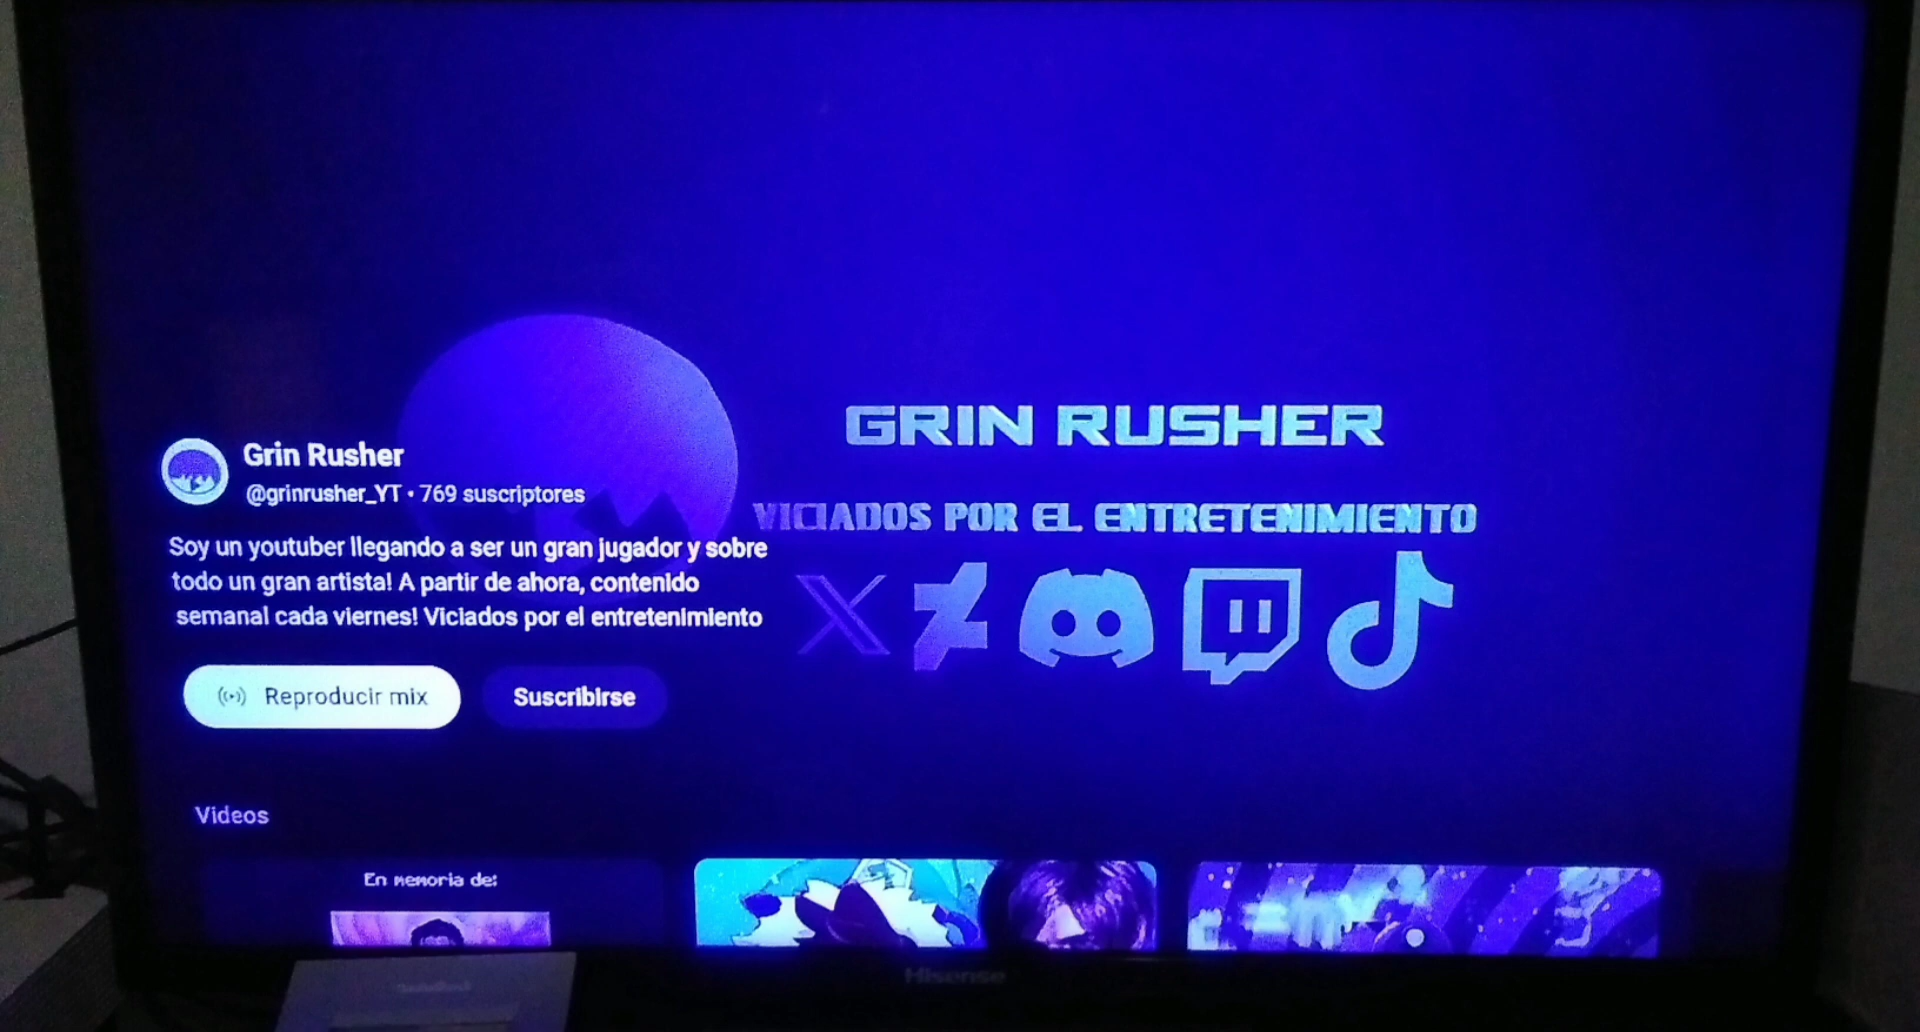 GRIN RUSHER
VICIADOS POR EL ENTRETENIMIENTO
Grin Rusher
@grinrusher_YT • 769 suscriptores
Soy un youtuber llegando a ser un gran jugador y sobre
todo un gran artista! A partir de ahora, contenido
semanal cada viernes! Viciados por el entretenimiento
Reproducir mix
Suscribirse
Videos
En memoria de:
Hisense